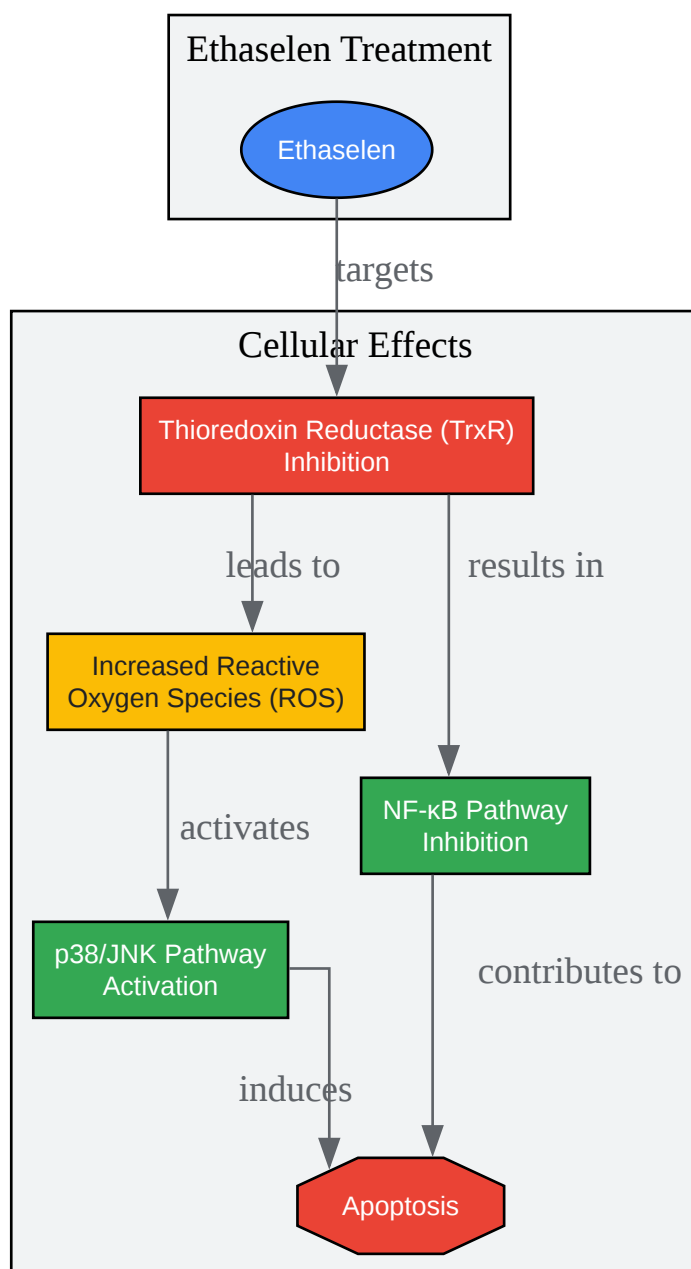 Ethaselen Treatment
Ethaselen
targets
Cellular Effects
Thioredoxin Reductase (TrxR)
Inhibition
leads to
results in
Increased Reactive
Oxygen Species (ROS)
NF-κB Pathway
Inhibition
activates
p38/JNK Pathway
Activation
contributes to
induces
Apoptosis